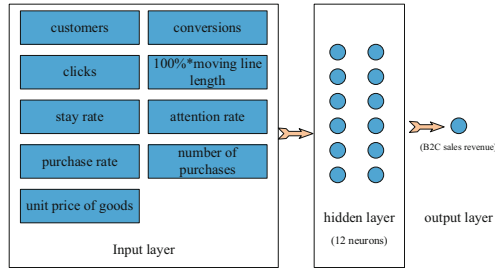 customers
conversions
clicks
100%*moving line
length
stay rate
attention rate
purchase rate
number of
purchases
unit price of goods
Input layer
hidden layer
(12 neurons)
(B2C sales revenue)
output layer